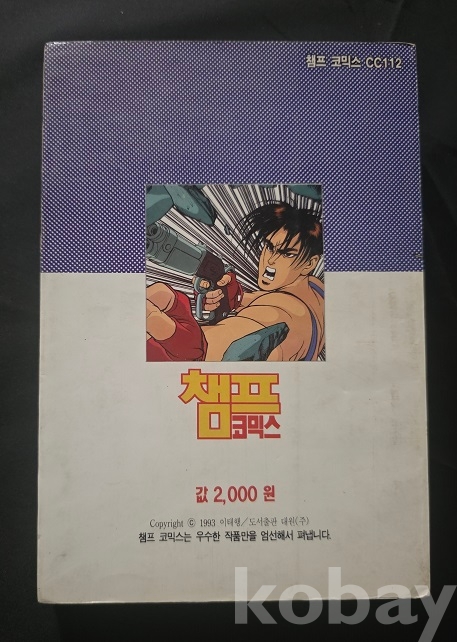 챔프 코믹스 CC112
챔프
코믹스
값 2,000 원
Copyright ⓒ 1993 이태행／도서출판 대원(주)
챔프 코믹스는 우수한 작품만을 엄선해서 펴냅니다.
kobay